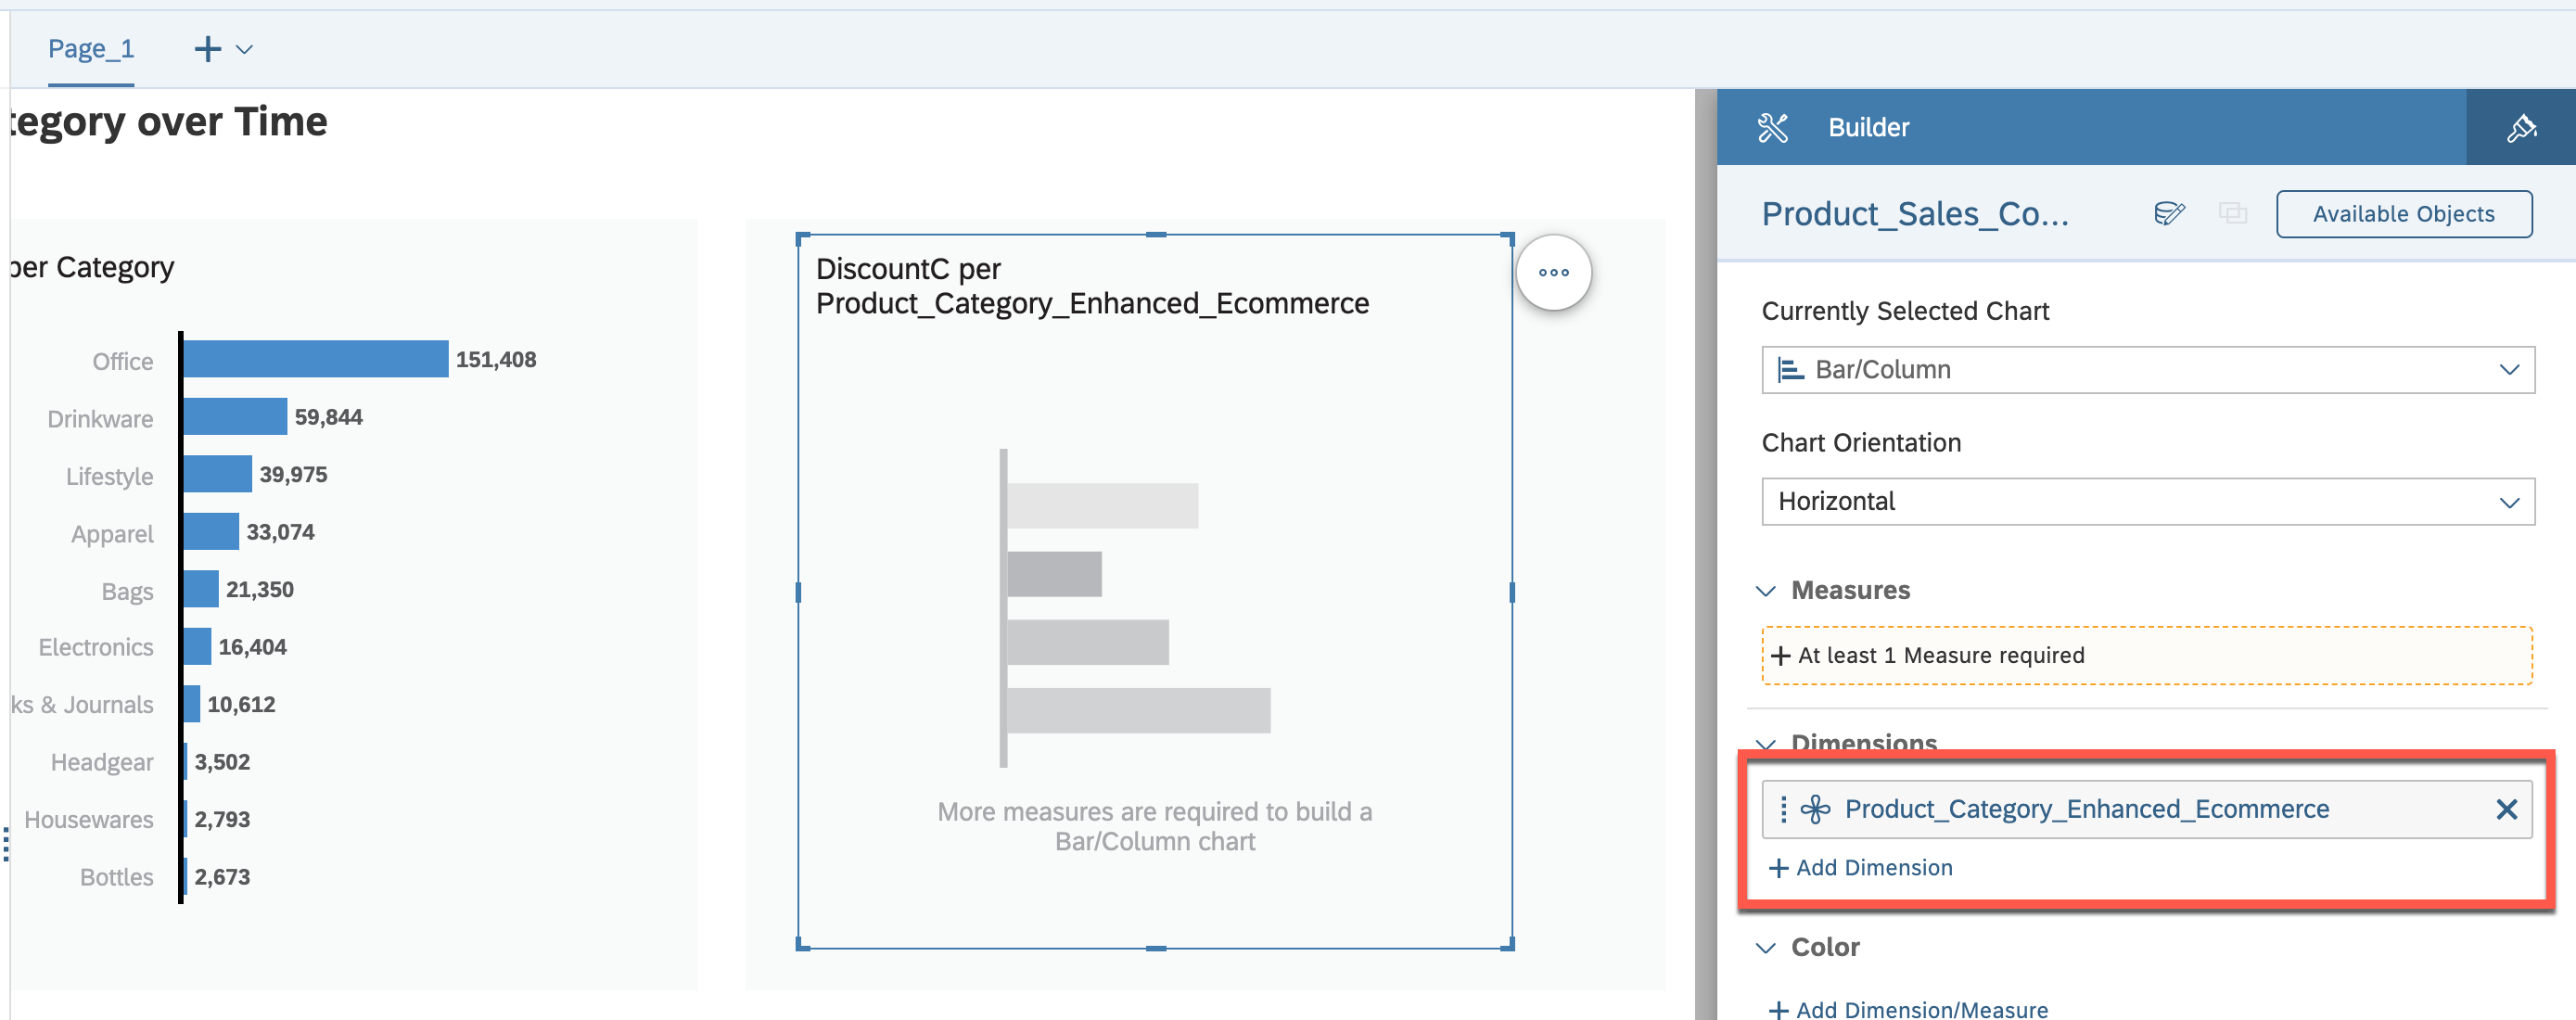 Page_1
tegory over Time
per Category
Office 151,408
Drinkware 59,844
Lifestyle 39,975
Apparel 33,074
Bags 21,350
Electronics 16,404
ks & Journals 10,612
Headgear 3,502
Housewares 2,793
Bottles 2,673
DiscountC per
Product_Category_Enhanced_Ecommerce
More measures are required to build a
Bar/Column chart
Builder
Product_Sales_Co...
Available Objects
Currently Selected Chart
Bar/Column
Chart Orientation
Horizontal
Measures
+ At least 1 Measure required
Dimensions
Product_Category_Enhanced_Ecommerce
+ Add Dimension
Color
+ Add Dimension/Measure